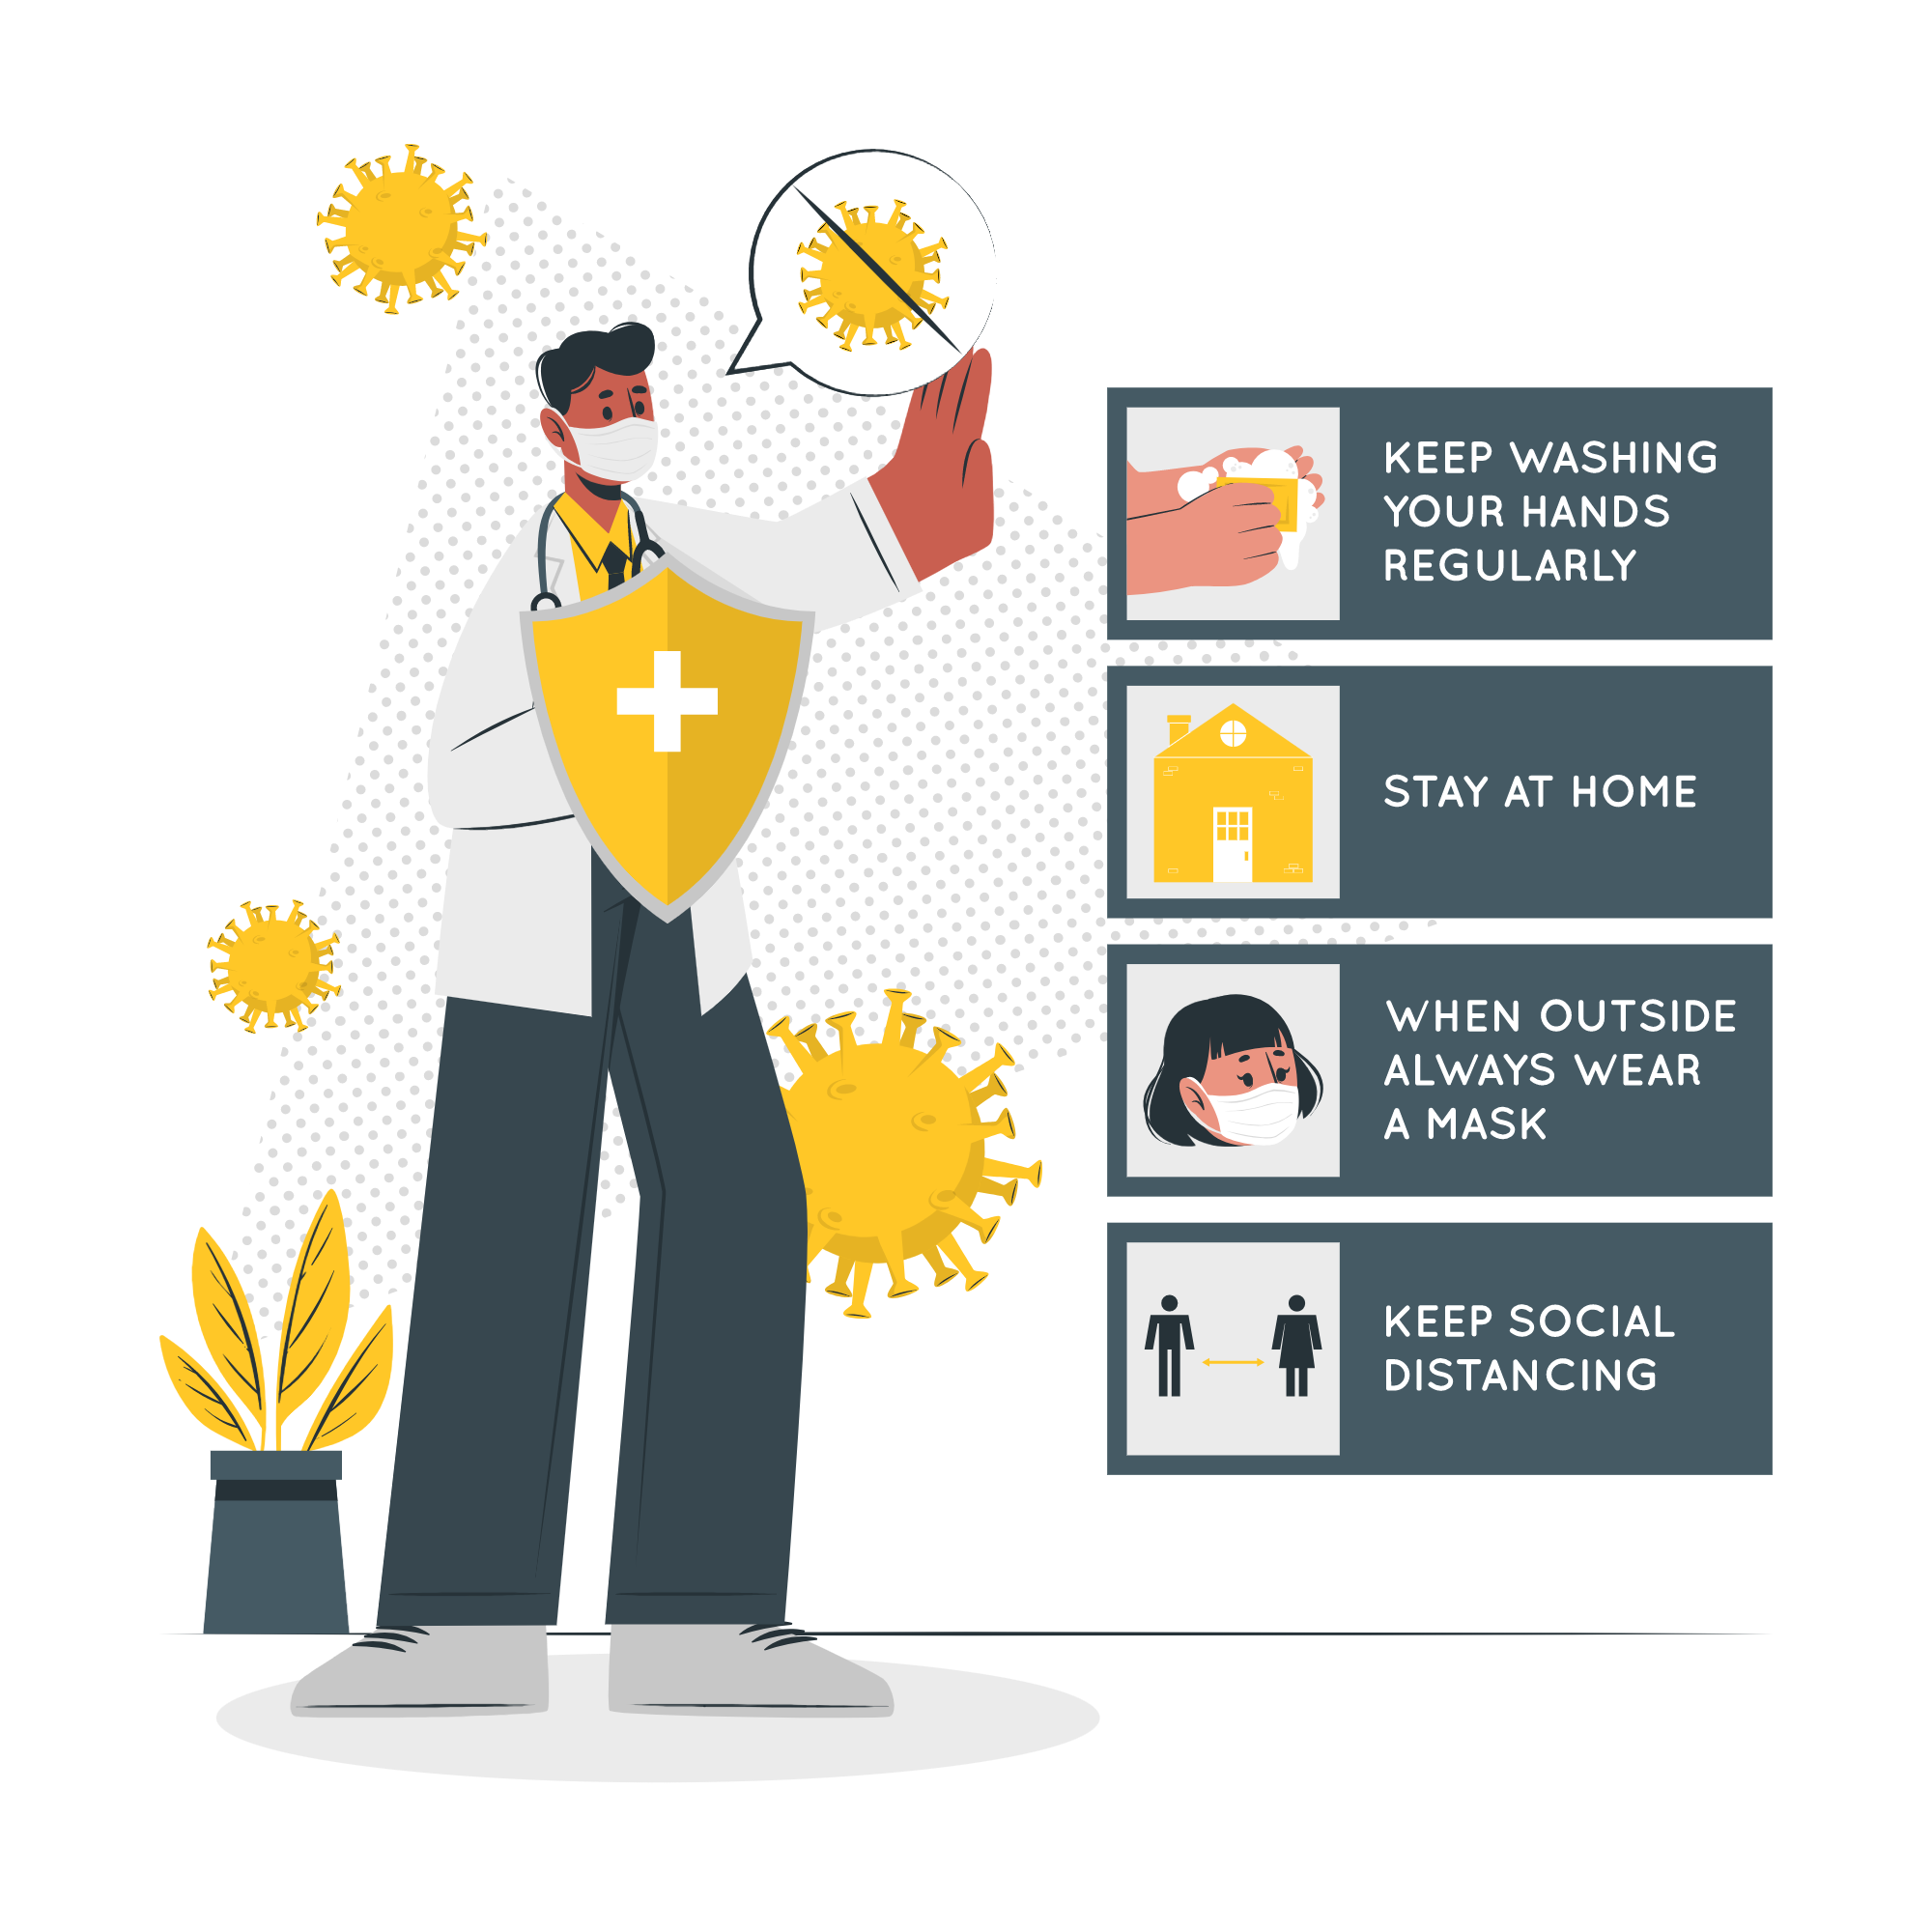 KEEP WASHING
YOUR HANDS
REGULARLY
STAY AT HOME
WHEN OUTSIDE
ALWAYS WEAR
A MASK
KEEP SOCIAL
DISTANCING